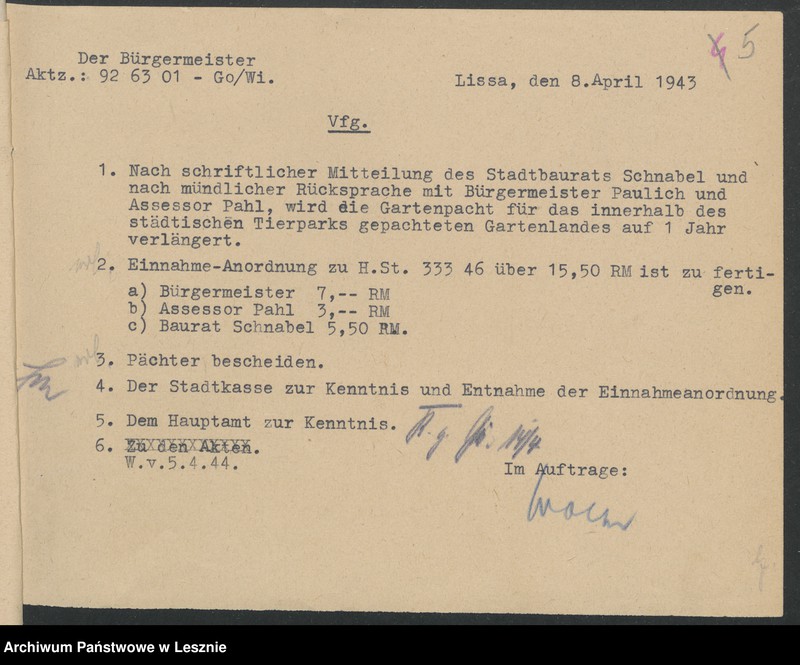 5
Der Bürgermeister
Aktz.: 92 63 01 - Go/Wi.
Lissa, den 8.April 1943
Vfg.
1. Nach schriftlicher Mitteilung des Stadtbaurats Schnabel und
nach mündlicher Rücksprache mit Bürgermeister Paulich und
Assessor Pahl, wird die Gartenpacht für das innerhalb des
städtischen Tierparks gepachteten Gartenlandes auf 1 Jahr
verlängert.
2. Einnahme-Anordnung zu H.St. 333 46 über 15,50 RM ist zu ferti-
gen.
a) Bürgermeister 7,-- RM
b) Assessor Pahl 3,-- RM
c) Baurat Schnabel 5,50 RM.
3. Pächter bescheiden.
4. Der Stadtkasse zur Kenntnis und Entnahme der Einnahmeanordnung.
5. Dem Hauptamt zur Kenntnis.
14/4
6. Zu den Akten.
W.v.5.4.44.
Im Auftrage:
Archiwum Państwowe w Lesznie